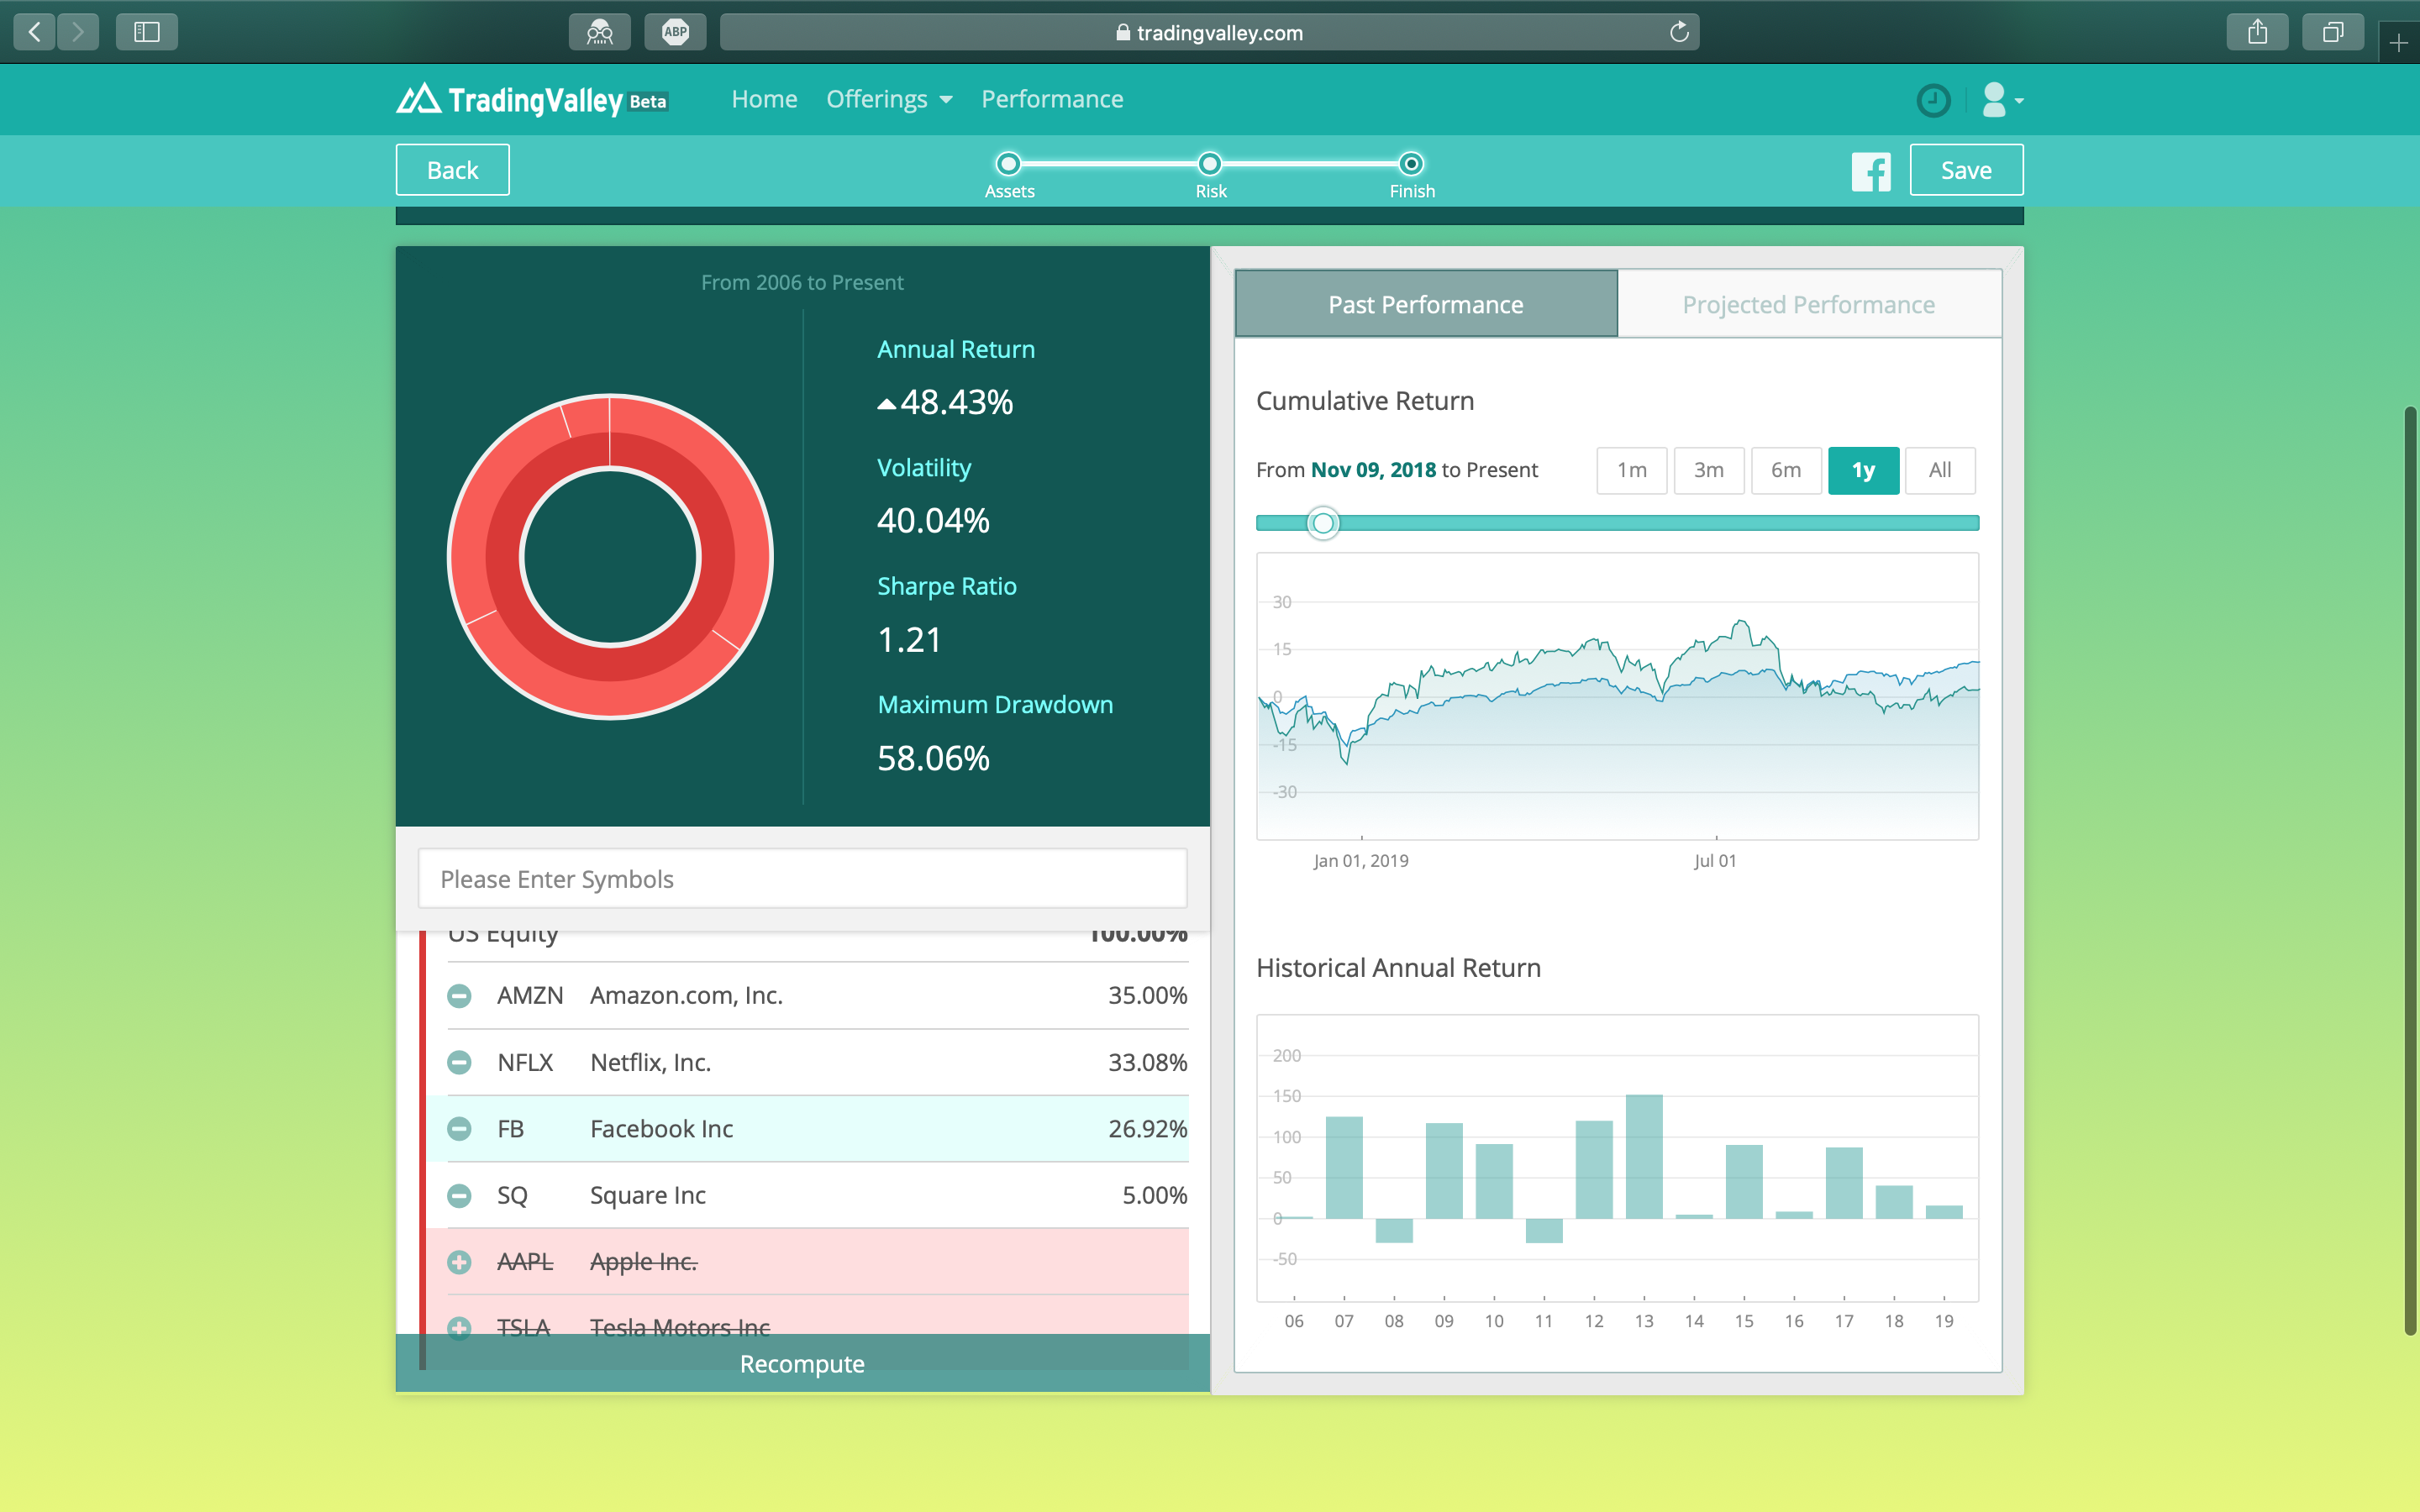 ABP
tradingvalley.com
TradingValley Beta
Home
Offerings
Performance
Back
Assets
Risk
Finish
Save
From 2006 to Present
Annual Return
48.43%
Volatility
40.04%
Sharpe Ratio
1.21
Maximum Drawdown
58.06%
Please Enter Symbols
US Equity 100.00%
AMZN Amazon.com, Inc. 35.00%
NFLX Netflix, Inc. 33.08%
FB Facebook Inc 26.92%
SQ Square Inc 5.00%
AAPL Apple Inc.
TSLA Tesla Motors Inc
Recompute
Past Performance
Projected Performance
Cumulative Return
From Nov 09, 2018 to Present
1m 3m 6m 1y All
30
15
0
-15
-30
Jan 01, 2019 Jul 01
Historical Annual Return
200
150
100
50
0
-50
06 07 08 09 10 11 12 13 14 15 16 17 18 19